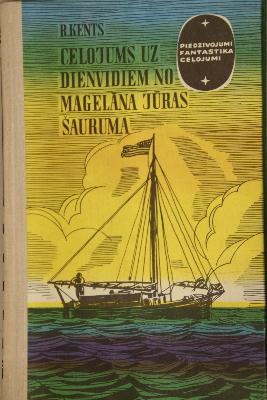 R.KENTS
CEĻOJUMS UZ
DIENVIDIEM NO
MAGELĀNA JŪRAS
ŠAURUMA
PIEDZĪVOJUMI
FANTASTIKA
CEĻOJUMI